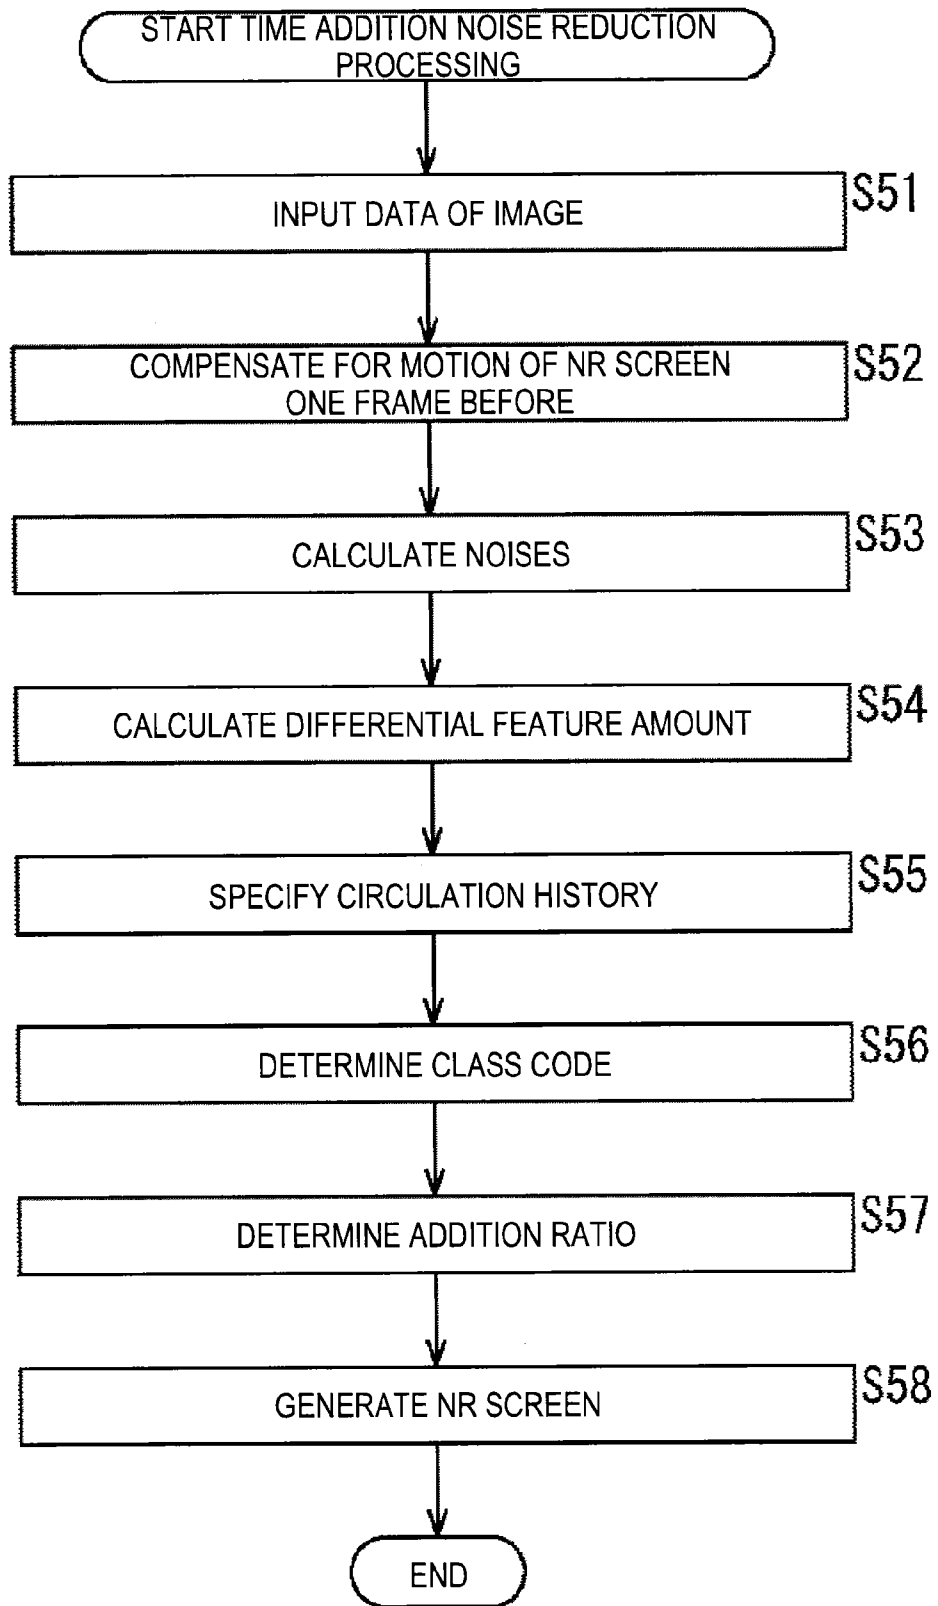 START TIME ADDITION NOISE REDUCTION
PROCESSING
INPUT DATA OF IMAGE
S51
COMPENSATE FOR MOTION OF NR SCREEN
ONE FRAME BEFORE
S52
CALCULATE NOISES
S53
CALCULATE DIFFERENTIAL FEATURE AMOUNT
S54
SPECIFY CIRCULATION HISTORY
S55
DETERMINE CLASS CODE
S56
DETERMINE ADDITION RATIO
S57
GENERATE NR SCREEN
S58
END